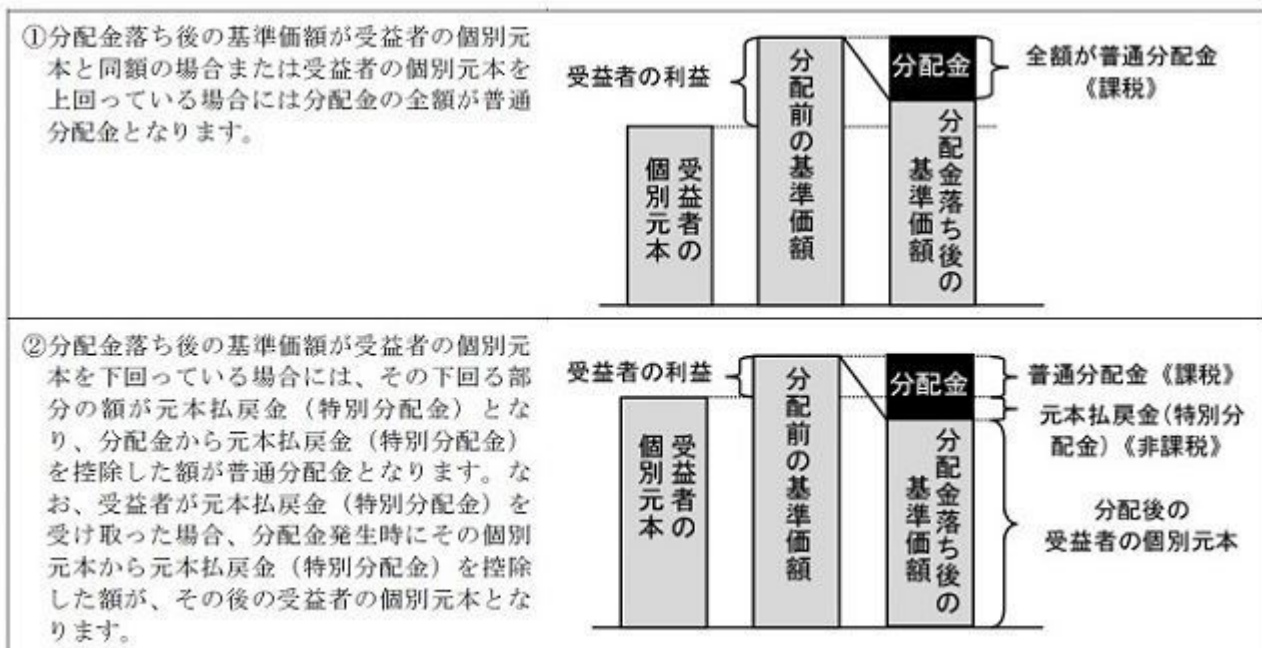 ①分配金落ち後の基準価額が受益者の個別元
本と同額の場合または受益者の個別元本を
上回っている場合には分配金の全額が普通
分配金となります。
受益者の利益
受益者の
個別元本
分配前の基準価額
分配金
分配金落ち後の
基準価額
全額が普通分配金
《課税》
②分配金落ち後の基準価額が受益者の個別元
本を下回っている場合には、その下回る部
分の額が元本払戻金（特別分配金）とな
り、分配金から元本払戻金（特別分配金）
を控除した額が普通分配金となります。な
お、受益者が元本払戻金（特別分配金）を
受け取った場合、分配金発生時にその個別
元本から元本払戻金（特別分配金）を控除
した額が、その後の受益者の個別元本とな
ります。
受益者の利益
受益者の
個別元本
分配前の基準価額
分配金
分配金落ち後の
基準価額
普通分配金《課税》
元本払戻金(特別分
配金)《非課税》
分配後の
受益者の個別元本